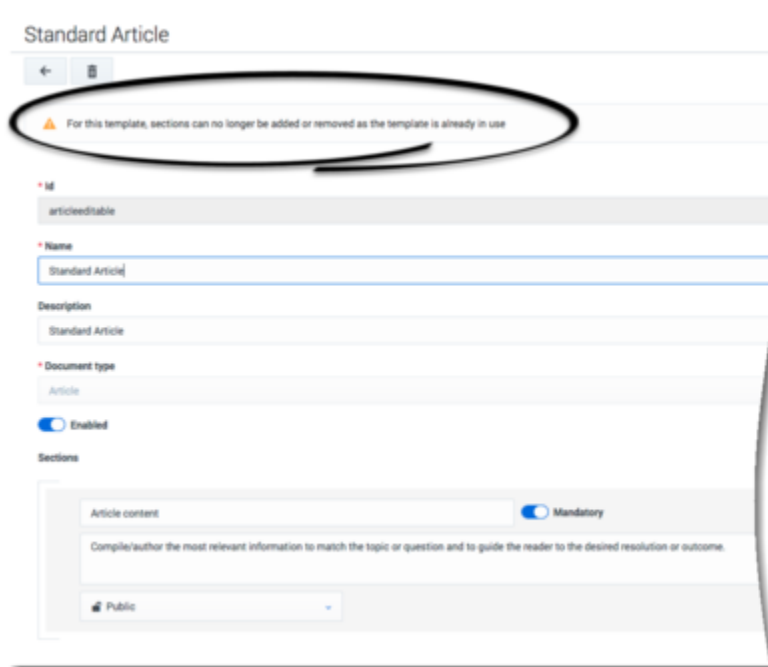 Standard Article
For this template, sections can no longer be added or removed as the template is already in use
* Id
articleeditable
* Name
Standard Article
Description
Standard Article
* Document type
Article
Enabled
Sections
Article content
Mandatory
Compile/author the most relevant information to match the topic or question and to guide the reader to the desired resolution or outcome.
Public